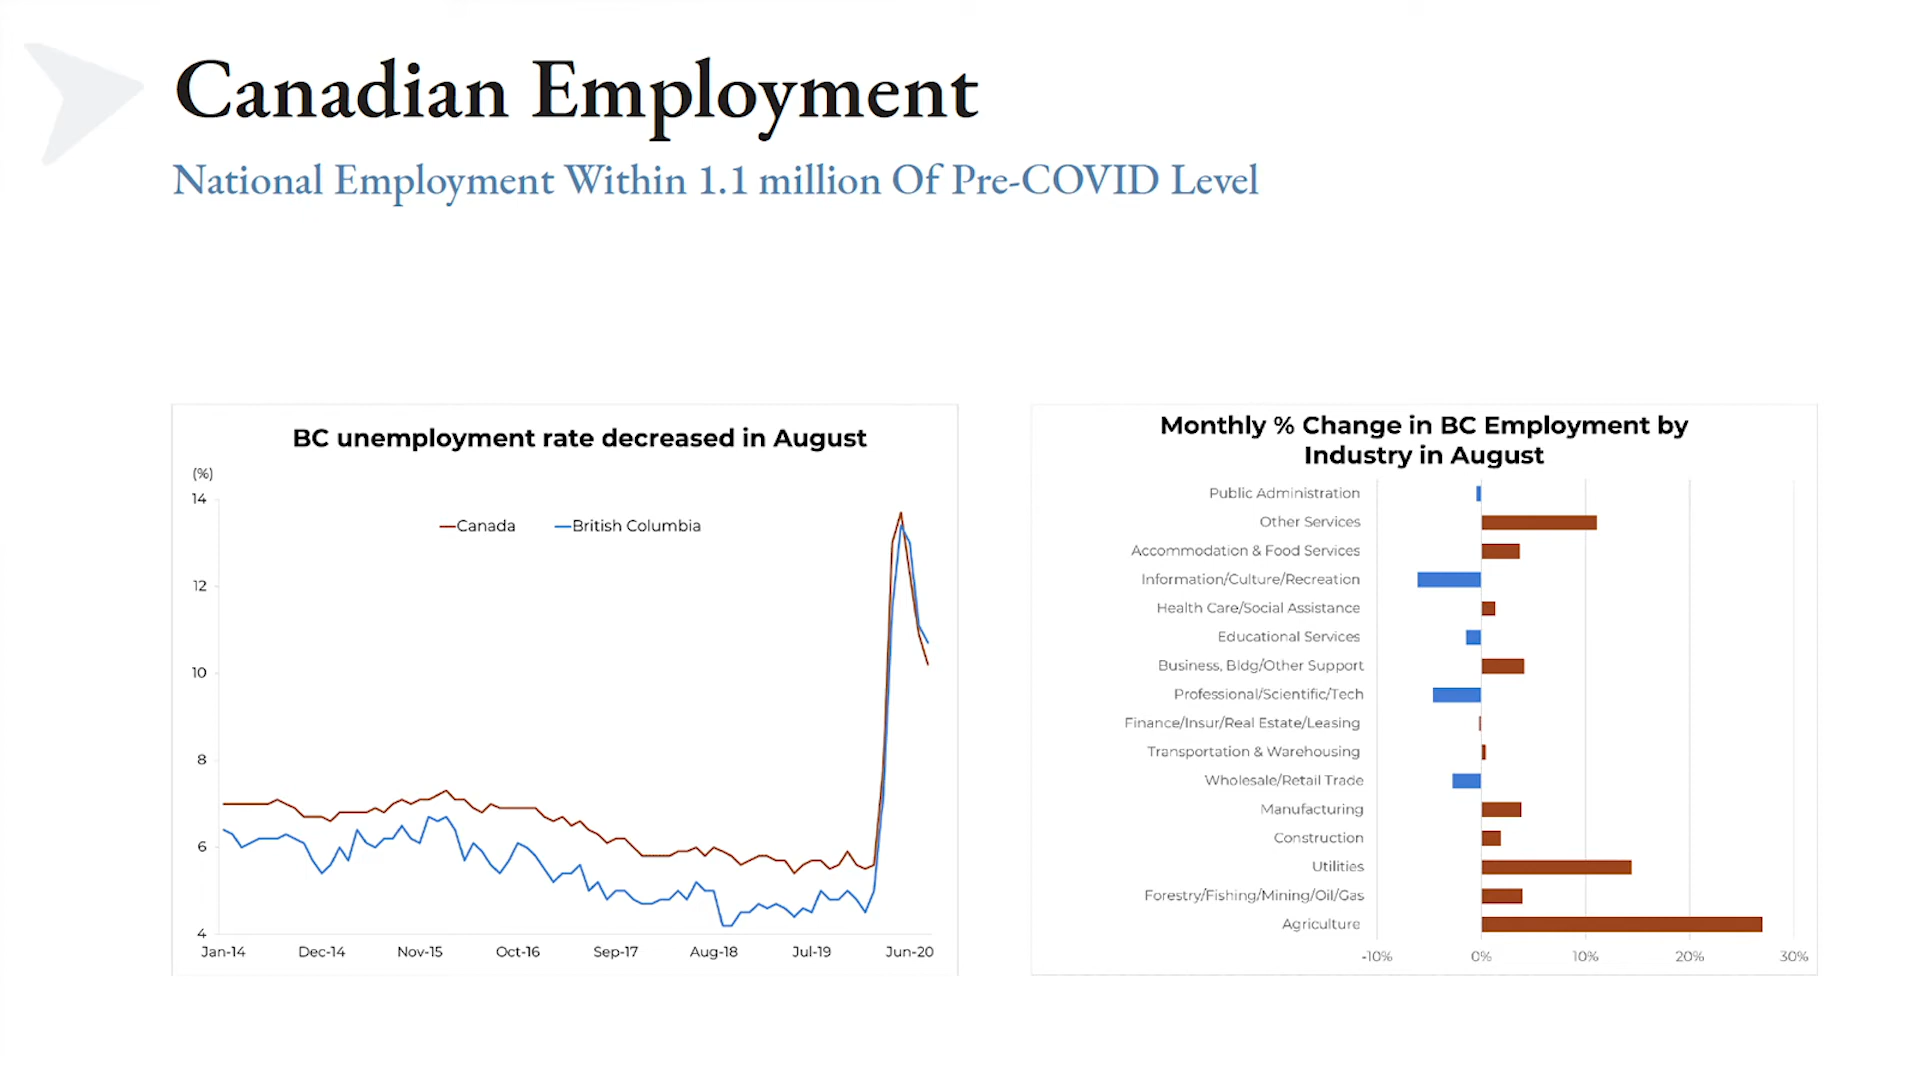 Canadian Employment
National Employment Within 1.1 million Of Pre-COVID Level
BC unemployment rate decreased in August
(%)
14
Canada
British Columbia
12
10
8
6
4
Jan-14
Dec-14
Nov-15
Oct-16
Sep-17
Aug-18
Jul-19
Jun-20
Monthly % Change in BC Employment by
Industry in August
Public Administration
Other Services
Accommodation & Food Services
Information/Culture/Recreation
Health Care/Social Assistance
Educational Services
Business, Bldg/Other Support
Professional/Scientific/Tech
Finance/Insur/Real Estate/Leasing
Transportation & Warehousing
Wholesale/Retail Trade
Manufacturing
Construction
Utilities
Forestry/Fishing/Mining/Oil/Gas
Agriculture
-10%
0%
10%
20%
30%